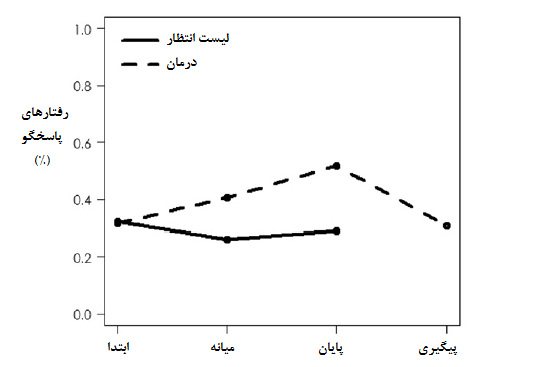 لیست انتظار
درمان
رفتارهای
پاسخگو
(٪)
1.0
0.8
0.6
0.4
0.2
0.0
ابتدا میانه پایان پیگیری